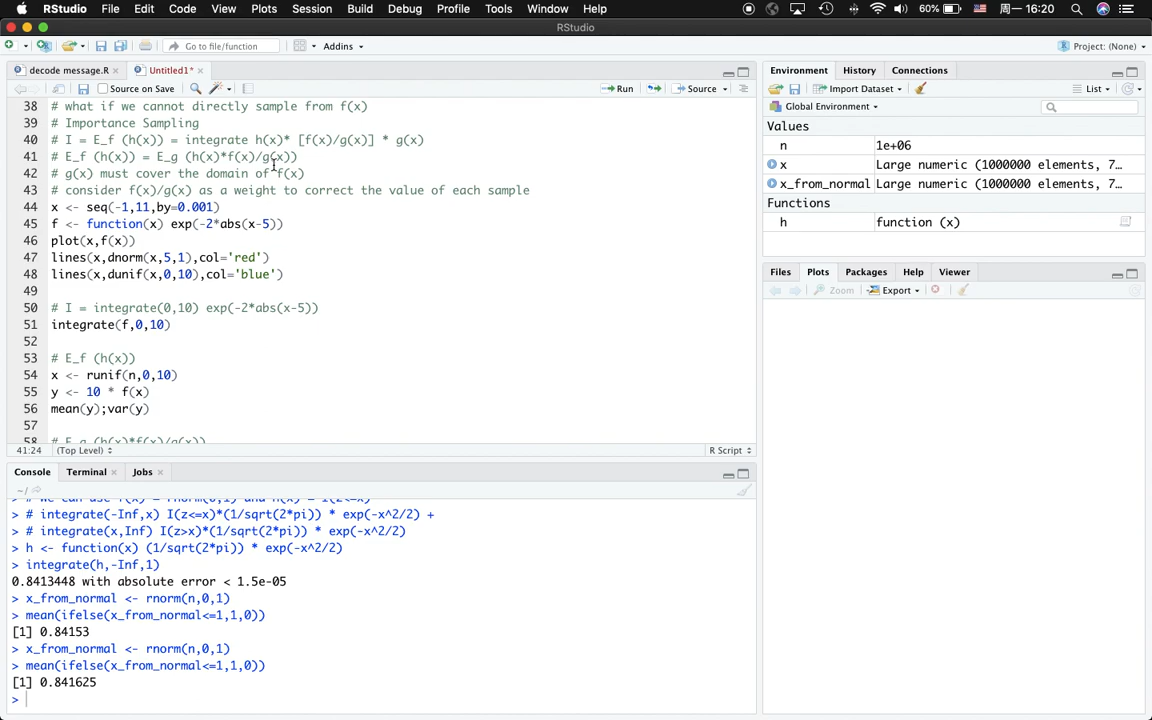 RStudio File Edit Code View Plots Session Build Debug Profile Tools Window Help 60% 周一 16:20
RStudio
Go to file/function Addins Project: (None)
decode message.R Untitled1*
Source on Save Run Source
38 # what if we cannot directly sample from f(x)
39 # Importance Sampling
40 # I = E_f (h(x)) = integrate h(x)* [f(x)/g(x)] * g(x)
41 # E_f (h(x)) = E_g (h(x)*f(x)/g(x))
42 # g(x) must cover the domain of f(x)
43 # consider f(x)/g(x) as a weight to correct the value of each sample
44 x <- seq(-1,11,by=0.001)
45 f <- function(x) exp(-2*abs(x-5))
46 plot(x,f(x))
47 lines(x,dnorm(x,5,1),col='red')
48 lines(x,dunif(x,0,10),col='blue')
49
50 # I = integrate(0,10) exp(-2*abs(x-5))
51 integrate(f,0,10)
52
53 # E_f (h(x))
54 x <- runif(n,0,10)
55 y <- 10 * f(x)
56 mean(y);var(y)
57
58 # E_g (h(x)*f(x)/g(x))
41:24 (Top Level) R Script
Console Terminal Jobs
~/
> # we can use f(x) = rnorm(0,1) and h(x) = I(z<=x)
> # integrate(-Inf,x) I(z<=x)*(1/sqrt(2*pi)) * exp(-x^2/2) +
> # integrate(x,Inf) I(z>x)*(1/sqrt(2*pi)) * exp(-x^2/2)
> h <- function(x) (1/sqrt(2*pi)) * exp(-x^2/2)
> integrate(h,-Inf,1)
0.8413448 with absolute error < 1.5e-05
> x_from_normal <- rnorm(n,0,1)
> mean(ifelse(x_from_normal<=1,1,0))
[1] 0.84153
> x_from_normal <- rnorm(n,0,1)
> mean(ifelse(x_from_normal<=1,1,0))
[1] 0.841625
>
Environment History Connections
Import Dataset List
Global Environment
Values
n 1e+06
x Large numeric (1000000 elements, 7…
x_from_normal Large numeric (1000000 elements, 7…
Functions
h function (x)
Files Plots Packages Help Viewer
Zoom Export